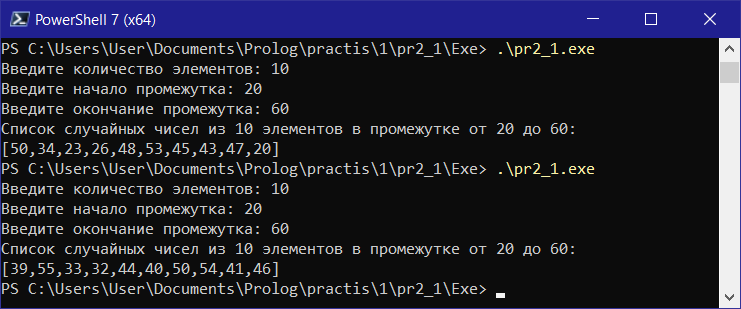 PowerShell 7 (x64)
PS C:\Users\User\Documents\Prolog\practis\1\pr2_1\Exe> .\pr2_1.exe
Введите количество элементов: 10
Введите начало промежутка: 20
Введите окончание промежутка: 60
Список случайных чисел из 10 элементов в промежутке от 20 до 60:
[50,34,23,26,48,53,45,43,47,20]
PS C:\Users\User\Documents\Prolog\practis\1\pr2_1\Exe> .\pr2_1.exe
Введите количество элементов: 10
Введите начало промежутка: 20
Введите окончание промежутка: 60
Список случайных чисел из 10 элементов в промежутке от 20 до 60:
[39,55,33,32,44,40,50,54,41,46]
PS C:\Users\User\Documents\Prolog\practis\1\pr2_1\Exe>